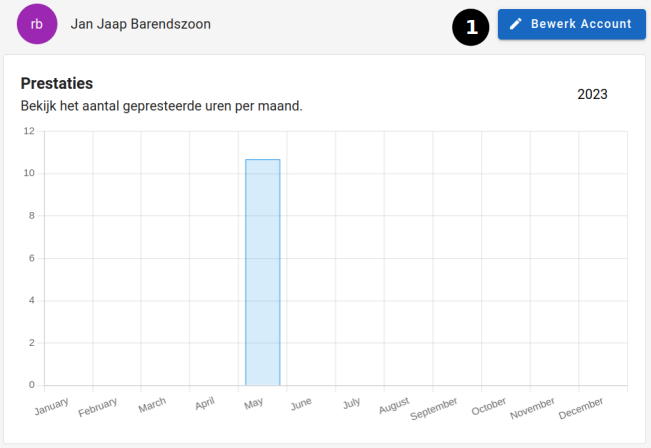 rb
Jan Jaap Barendszoon
1
Bewerk Account
Prestaties
Bekijk het aantal gepresteerde uren per maand.
2023
12
10
8
6
4
2
0
January
February
March
April
May
June
July
August
September
October
November
December